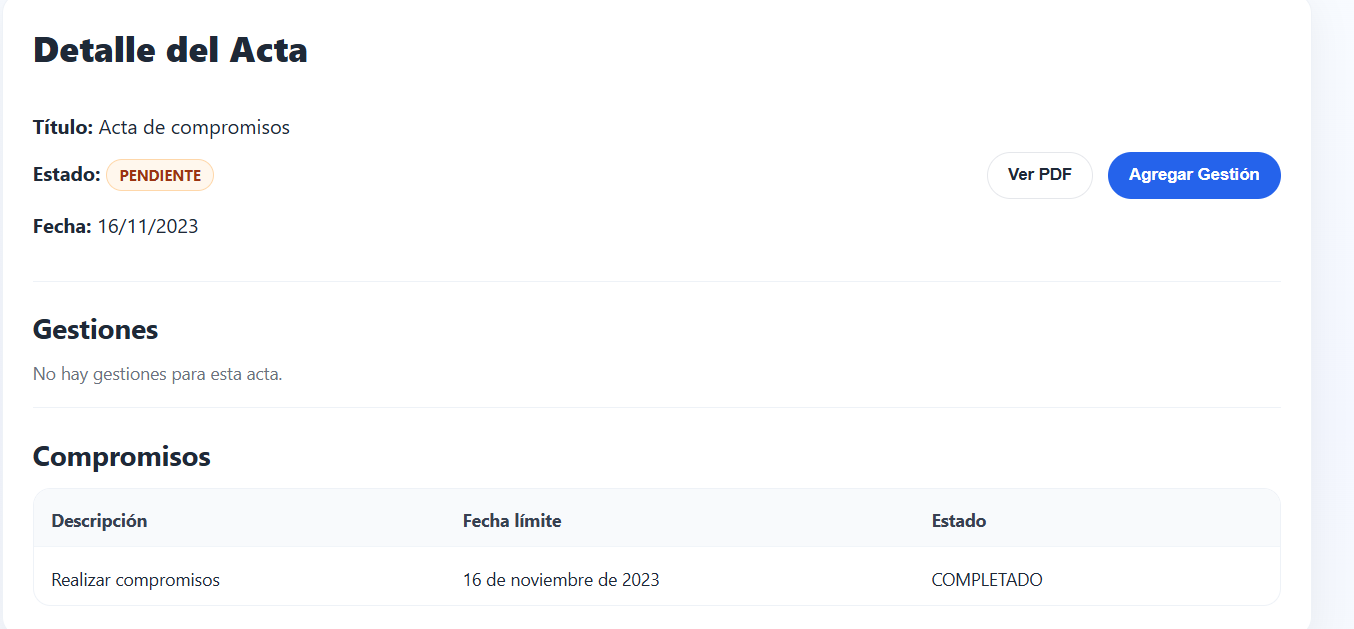 Detalle del Acta
Título: Acta de compromisos
Estado: PENDIENTE
Ver PDF
Agregar Gestión
Fecha: 16/11/2023
Gestiones
No hay gestiones para esta acta.
Compromisos
Descripción Fecha límite Estado
Realizar compromisos 16 de noviembre de 2023 COMPLETADO